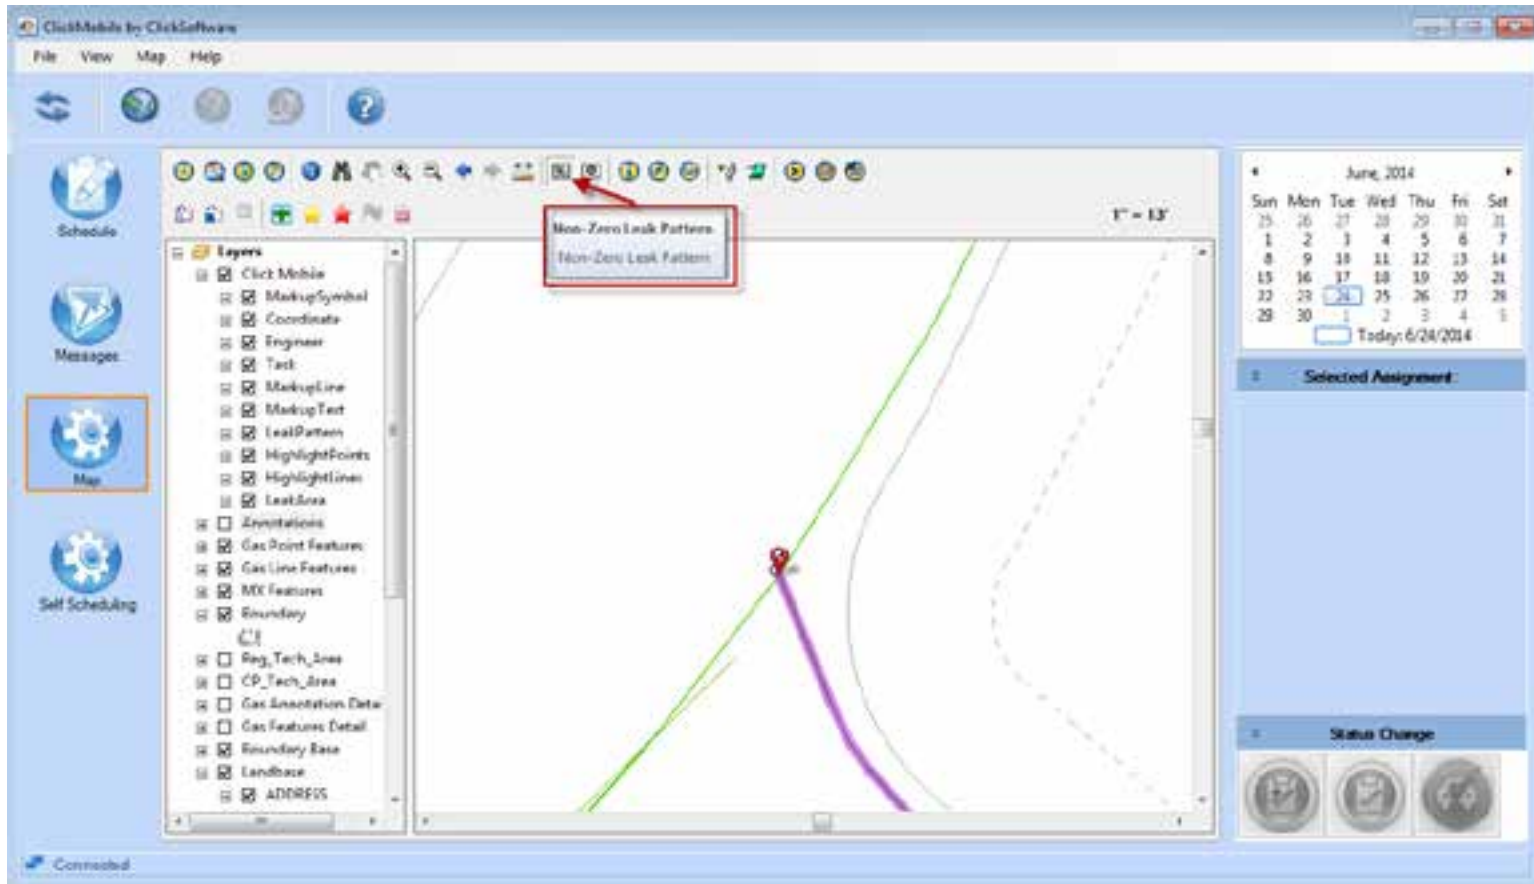 ClickMobile by ClickSoftware
File View Map Help
Schedule
Messages
Map
Self Scheduling
Non-Zero Leak Pattern
Non-Zero Leak Pattern
1" = 13'
Layers
Click Mobile
MarkupSymbol
Coordinate
Engineer
Task
MarkupLine
MarkupText
LeakPattern
HighlightPoints
HighlightLines
LeakArea
Annotations
Gas Point Features
Gas Line Features
MX Features
Boundary
Reg_Tech_Area
CP_Tech_Area
Gas Annotation Detai
Gas Features Detail
Boundary Base
Landbase
ADDRESS
June, 2014
Sun Mon Tue Wed Thu Fri Sat
25 26 27 28 29 30 31
1 2 3 4 5 6 7
8 9 10 11 12 13 14
15 16 17 18 19 20 21
22 23 24 25 26 27 28
29 30 1 2 3 4 5
Today: 6/24/2014
Selected Assignment:
Status Change
Connected